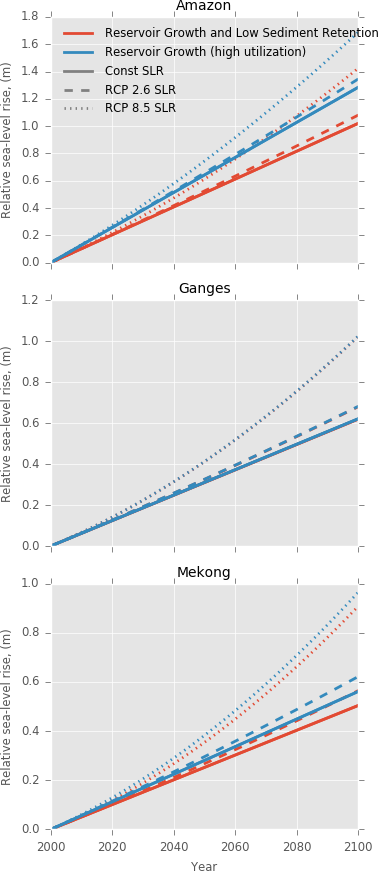 Amazon
1.8
1.6
1.4
1.2
1.0
0.8
0.6
0.4
0.2
0.0
Relative sea-level rise, (m)
Reservoir Growth and Low Sediment Retention
Reservoir Growth (high utilization)
Const SLR
RCP 2.6 SLR
RCP 8.5 SLR
Ganges
1.2
1.0
0.8
0.6
0.4
0.2
0.0
Relative sea-level rise, (m)
Mekong
1.0
0.8
0.6
0.4
0.2
0.0
Relative sea-level rise, (m)
2000 2020 2040 2060 2080 2100
Year